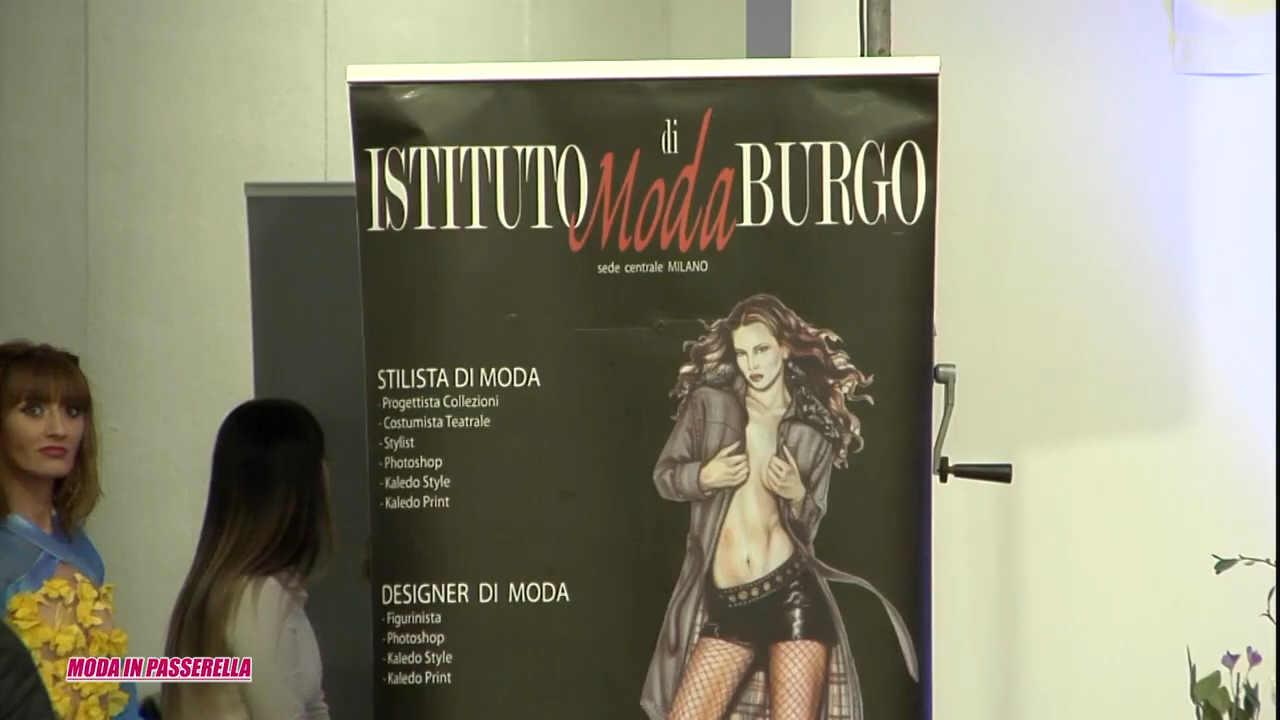 ISTITUTO di Moda BURGO
sede centrale MILANO
STILISTA DI MODA
- Progettista Collezioni
- Costumista Teatrale
- Stylist
- Photoshop
- Kaledo Style
- Kaledo Print
DESIGNER DI MODA
- Figurinista
- Photoshop
- Kaledo Style
- Kaledo Print
MODA IN PASSERELLA